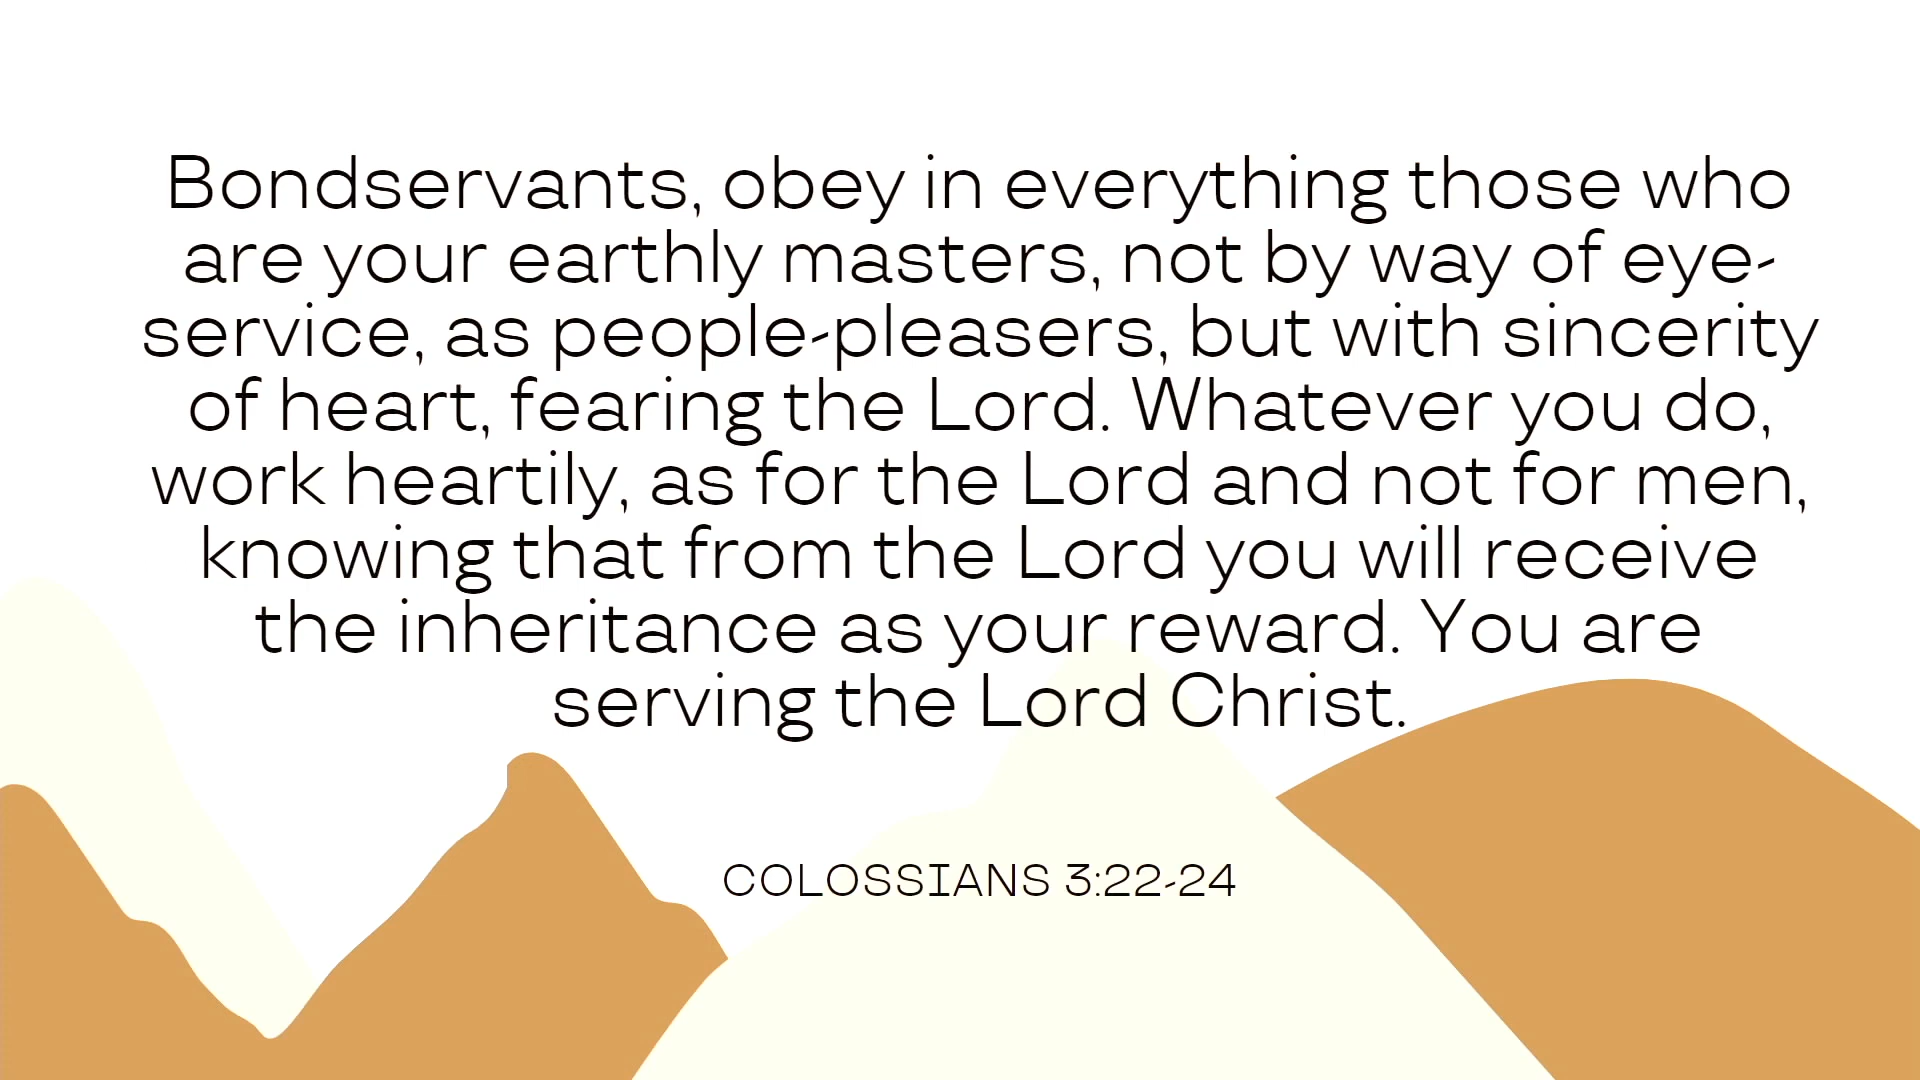 Bondservants, obey in everything those who
are your earthly masters, not by way of eye-
service, as people-pleasers, but with sincerity
of heart, fearing the Lord. Whatever you do,
work heartily, as for the Lord and not for men,
knowing that from the Lord you will receive
the inheritance as your reward. You are
serving the Lord Christ.
COLOSSIANS 3:22-24